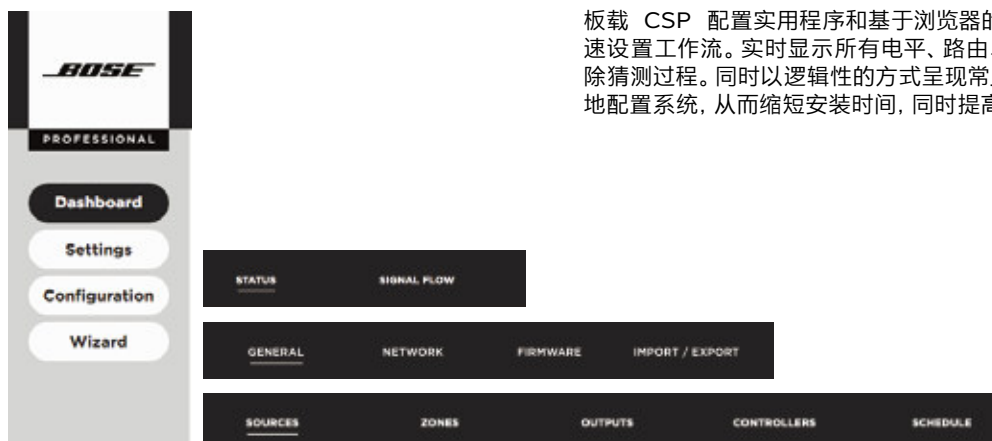 板载 CSP 配置实用程序和基于浏览器的
速设置工作流。实时显示所有电平、路由
除猜测过程。同时以逻辑性的方式呈现常
地配置系统, 从而缩短安装时间, 同时提高
BOSE
PROFESSIONAL
Dashboard
Settings
Configuration
Wizard
STATUS SIGNAL FLOW
GENERAL NETWORK FIRMWARE IMPORT / EXPORT
SOURCES ZONES OUTPUTS CONTROLLERS SCHEDULE